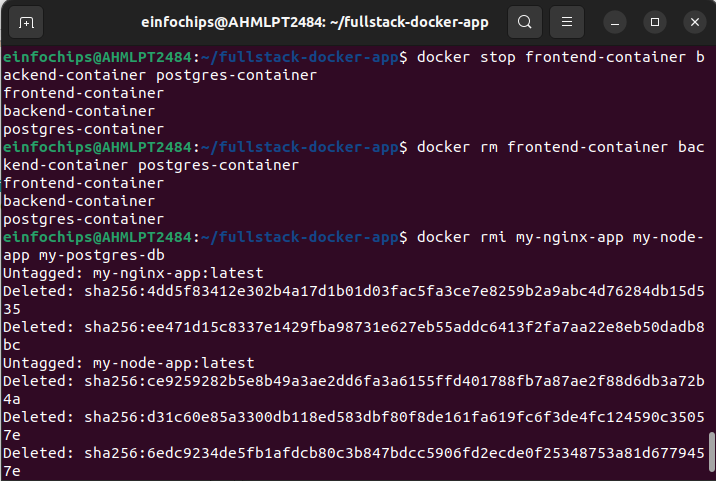 einfochips@AHMLPT2484: ~/fullstack-docker-app
einfochips@AHMLPT2484:~/fullstack-docker-app$ docker stop frontend-container b
ackend-container postgres-container
frontend-container
backend-container
postgres-container
einfochips@AHMLPT2484:~/fullstack-docker-app$ docker rm frontend-container bac
kend-container postgres-container
frontend-container
backend-container
postgres-container
einfochips@AHMLPT2484:~/fullstack-docker-app$ docker rmi my-nginx-app my-node-
app my-postgres-db
Untagged: my-nginx-app:latest
Deleted: sha256:4dd5f83412e302b4a17d1b01d03fac5fa3ce7e8259b2a9abc4d76284db15d5
35
Deleted: sha256:ee471d15c8337e1429fba98731e627eb55addc6413f2fa7aa22e8eb50dadb8
bc
Untagged: my-node-app:latest
Deleted: sha256:ce9259282b5e8b49a3ae2dd6fa3a6155ffd401788fb7a87ae2f88d6db3a72b
4a
Deleted: sha256:d31c60e85a3300db118ed583dbf80f8de161fa619fc6f3de4fc124590c3505
7e
Deleted: sha256:6edc9234de5fb1afdcb80c3b847bdcc5906fd2ecde0f25348753a81d677945
7e